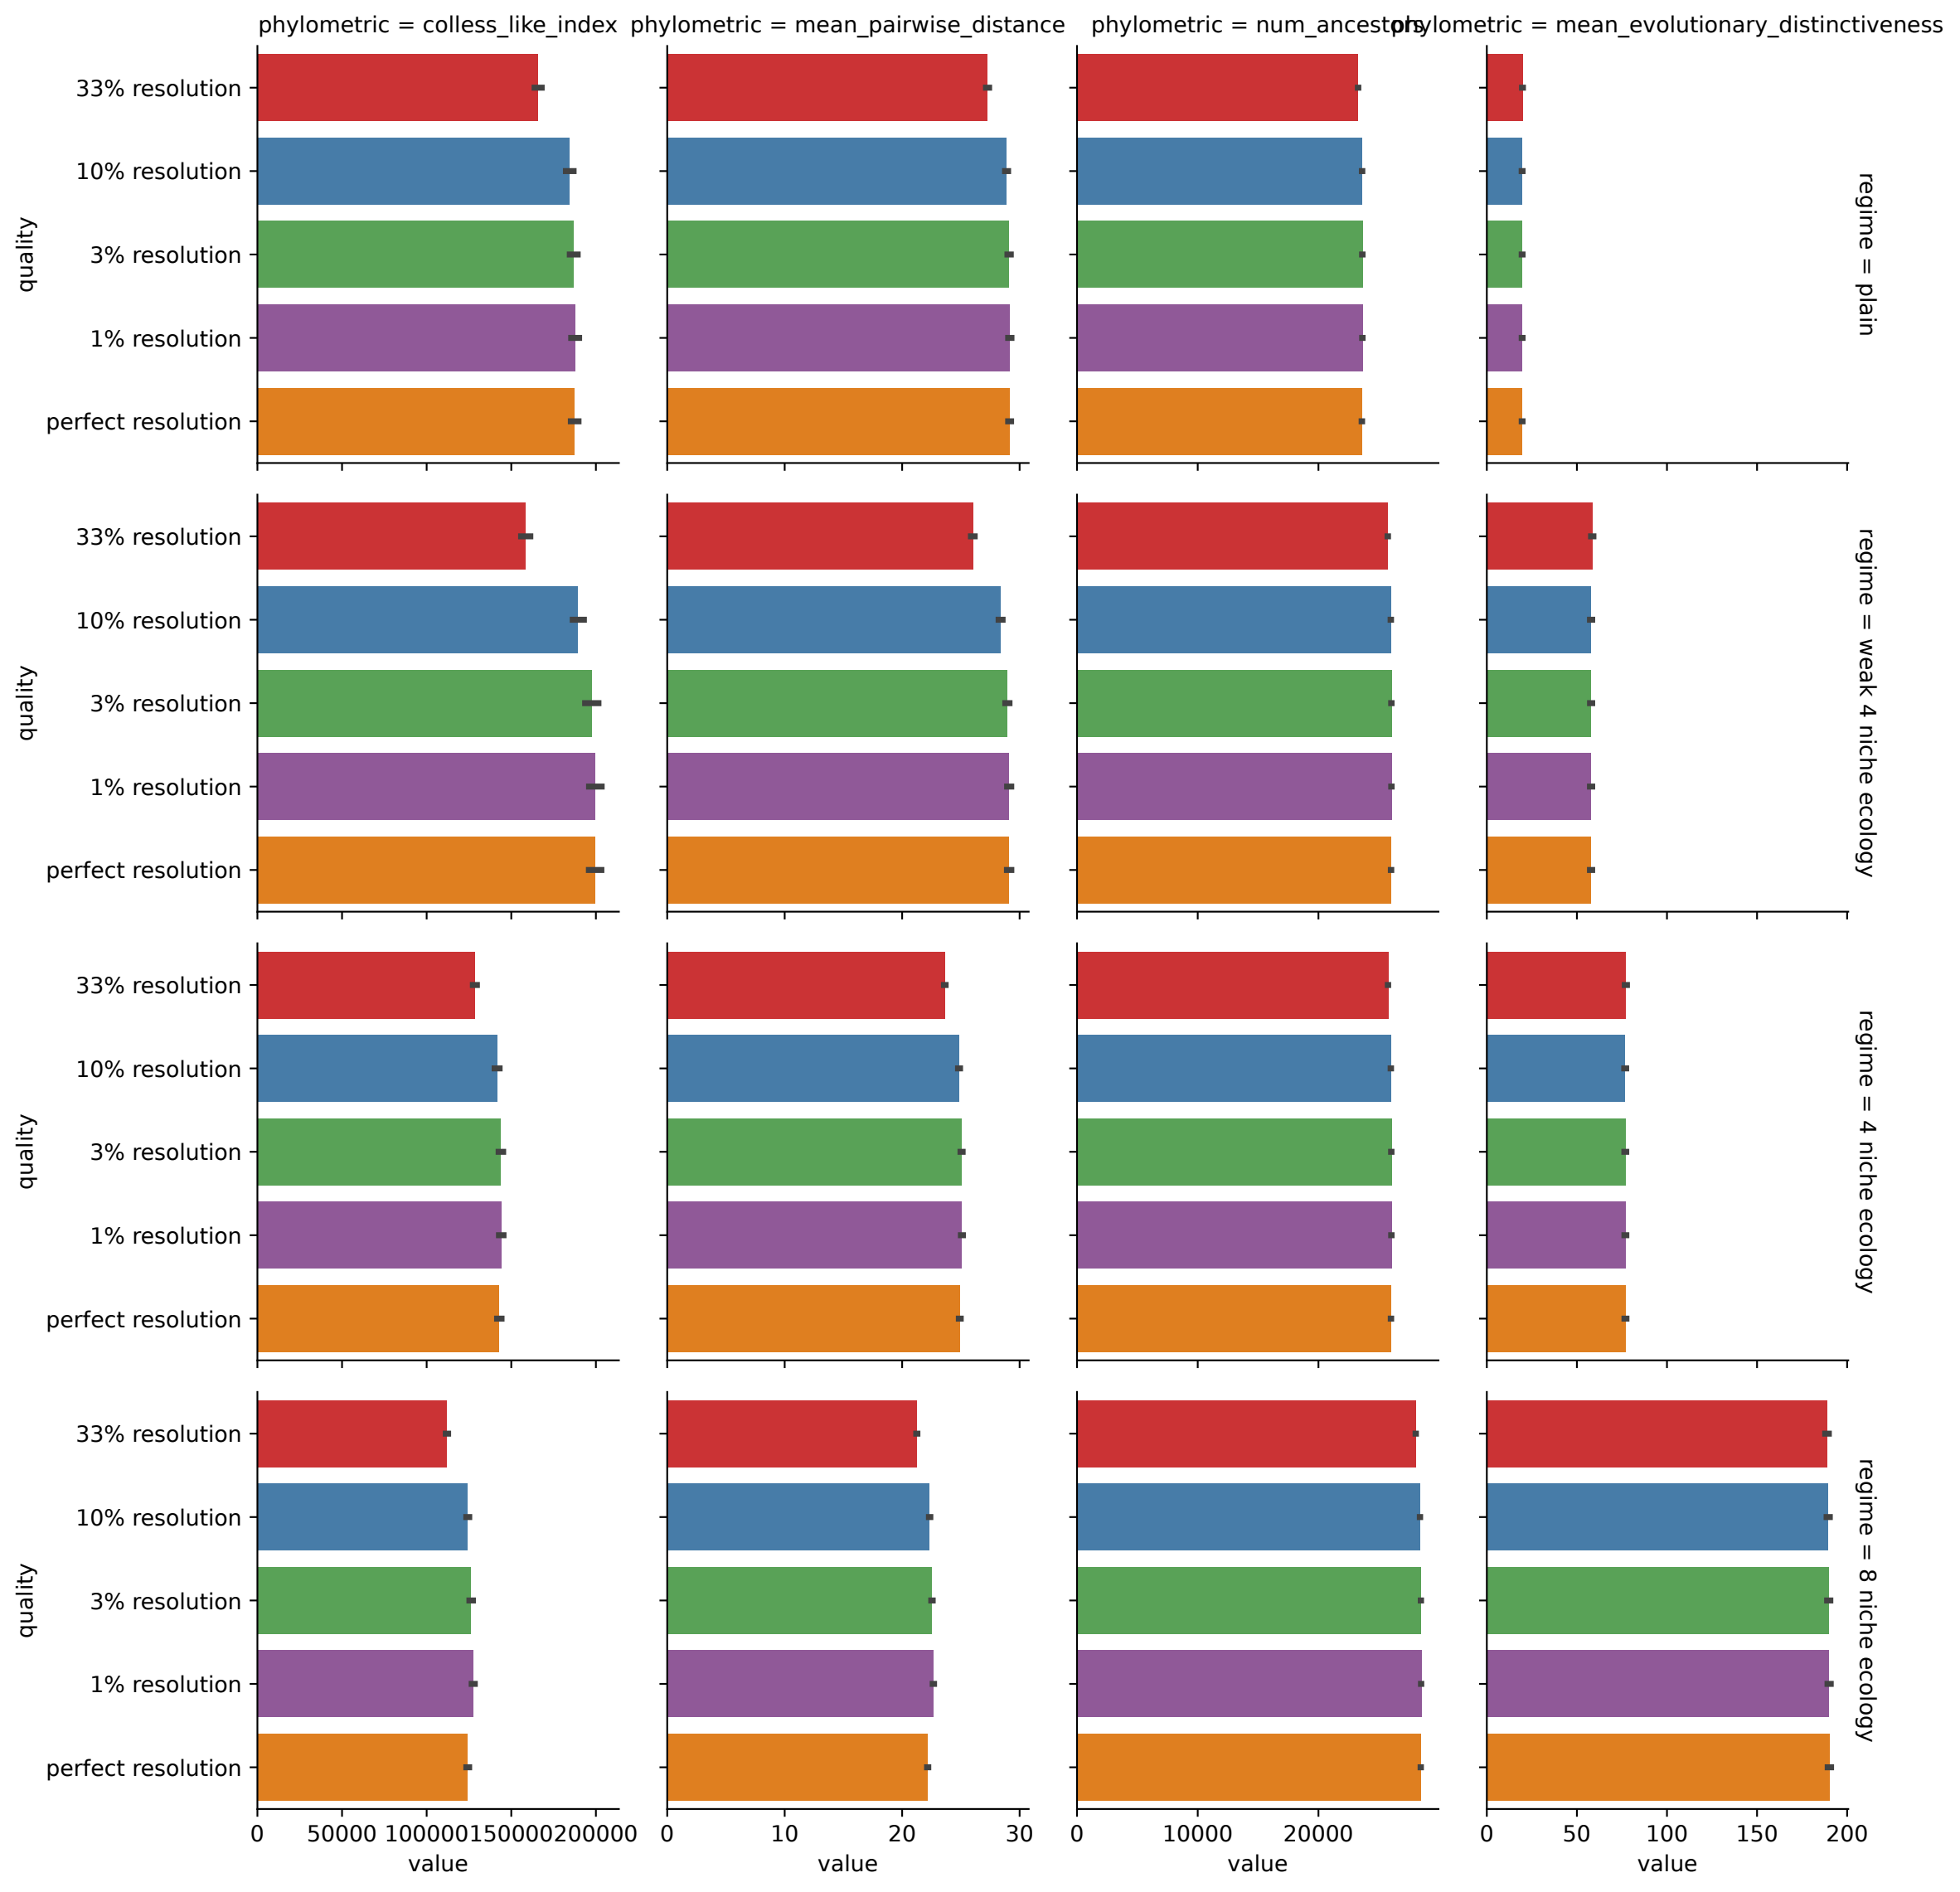 phylometric = colless_like_index
phylometric = mean_pairwise_distance
phylometric = num_ancestors
phylometric = mean_evolutionary_distinctiveness
quality
33% resolution
10% resolution
3% resolution
1% resolution
perfect resolution
regime = plain
quality
33% resolution
10% resolution
3% resolution
1% resolution
perfect resolution
regime = weak 4 niche ecology
quality
33% resolution
10% resolution
3% resolution
1% resolution
perfect resolution
regime = 4 niche ecology
quality
33% resolution
10% resolution
3% resolution
1% resolution
perfect resolution
regime = 8 niche ecology
0 50000 100000 150000 200000
value
0 10 20 30
value
0 10000 20000
value
0 50 100 150 200
value